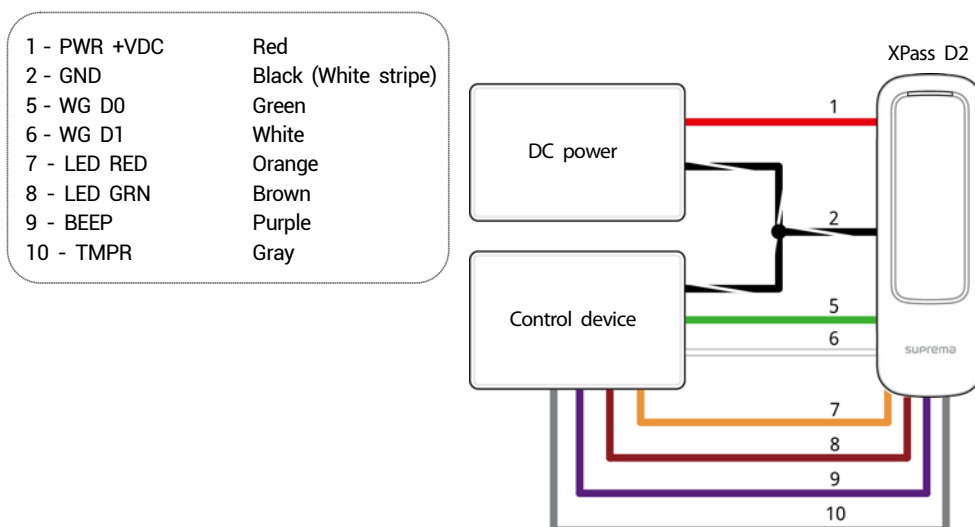 1 - PWR +VDC Red
2 - GND Black (White stripe)
5 - WG D0 Green
6 - WG D1 White
7 - LED RED Orange
8 - LED GRN Brown
9 - BEEP Purple
10 - TMPR Gray
XPass D2
DC power
1
2
Control device
5
6
suprema
7
8
9
10